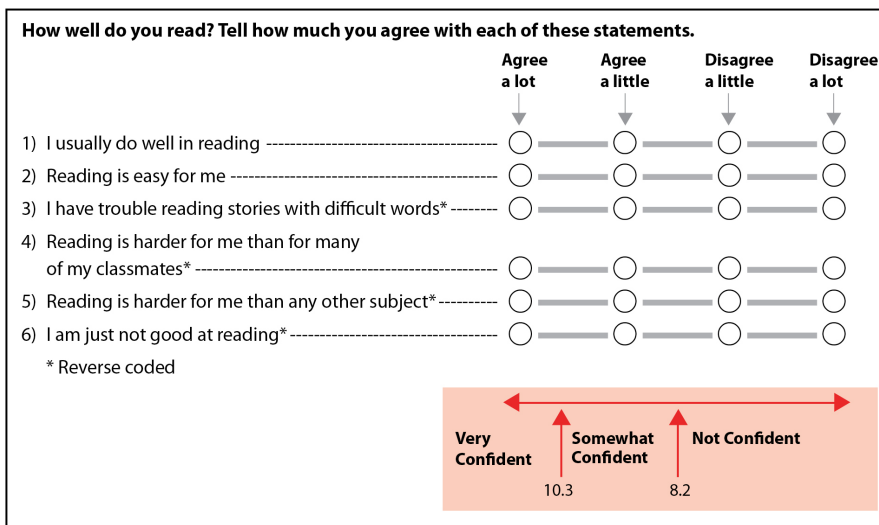 How well do you read? Tell how much you agree with each of these statements.
Agree a lot
Agree a little
Disagree a little
Disagree a lot
1) I usually do well in reading
2) Reading is easy for me
3) I have trouble reading stories with difficult words*
4) Reading is harder for me than for many
of my classmates*
5) Reading is harder for me than any other subject*
6) I am just not good at reading*
* Reverse coded
Very
Confident
Somewhat
Confident
Not Confident
10.3
8.2